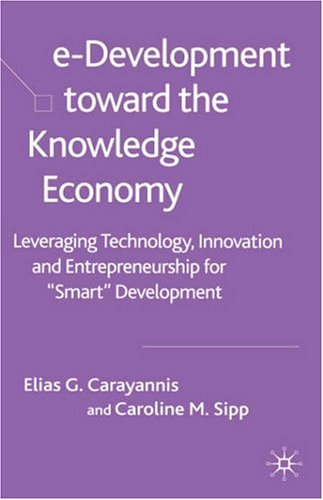 e-Development
toward the
Knowledge
Economy
Leveraging Technology, Innovation
and Entrepreneurship for
“Smart” Development
Elias G. Carayannis
and Caroline M. Sipp